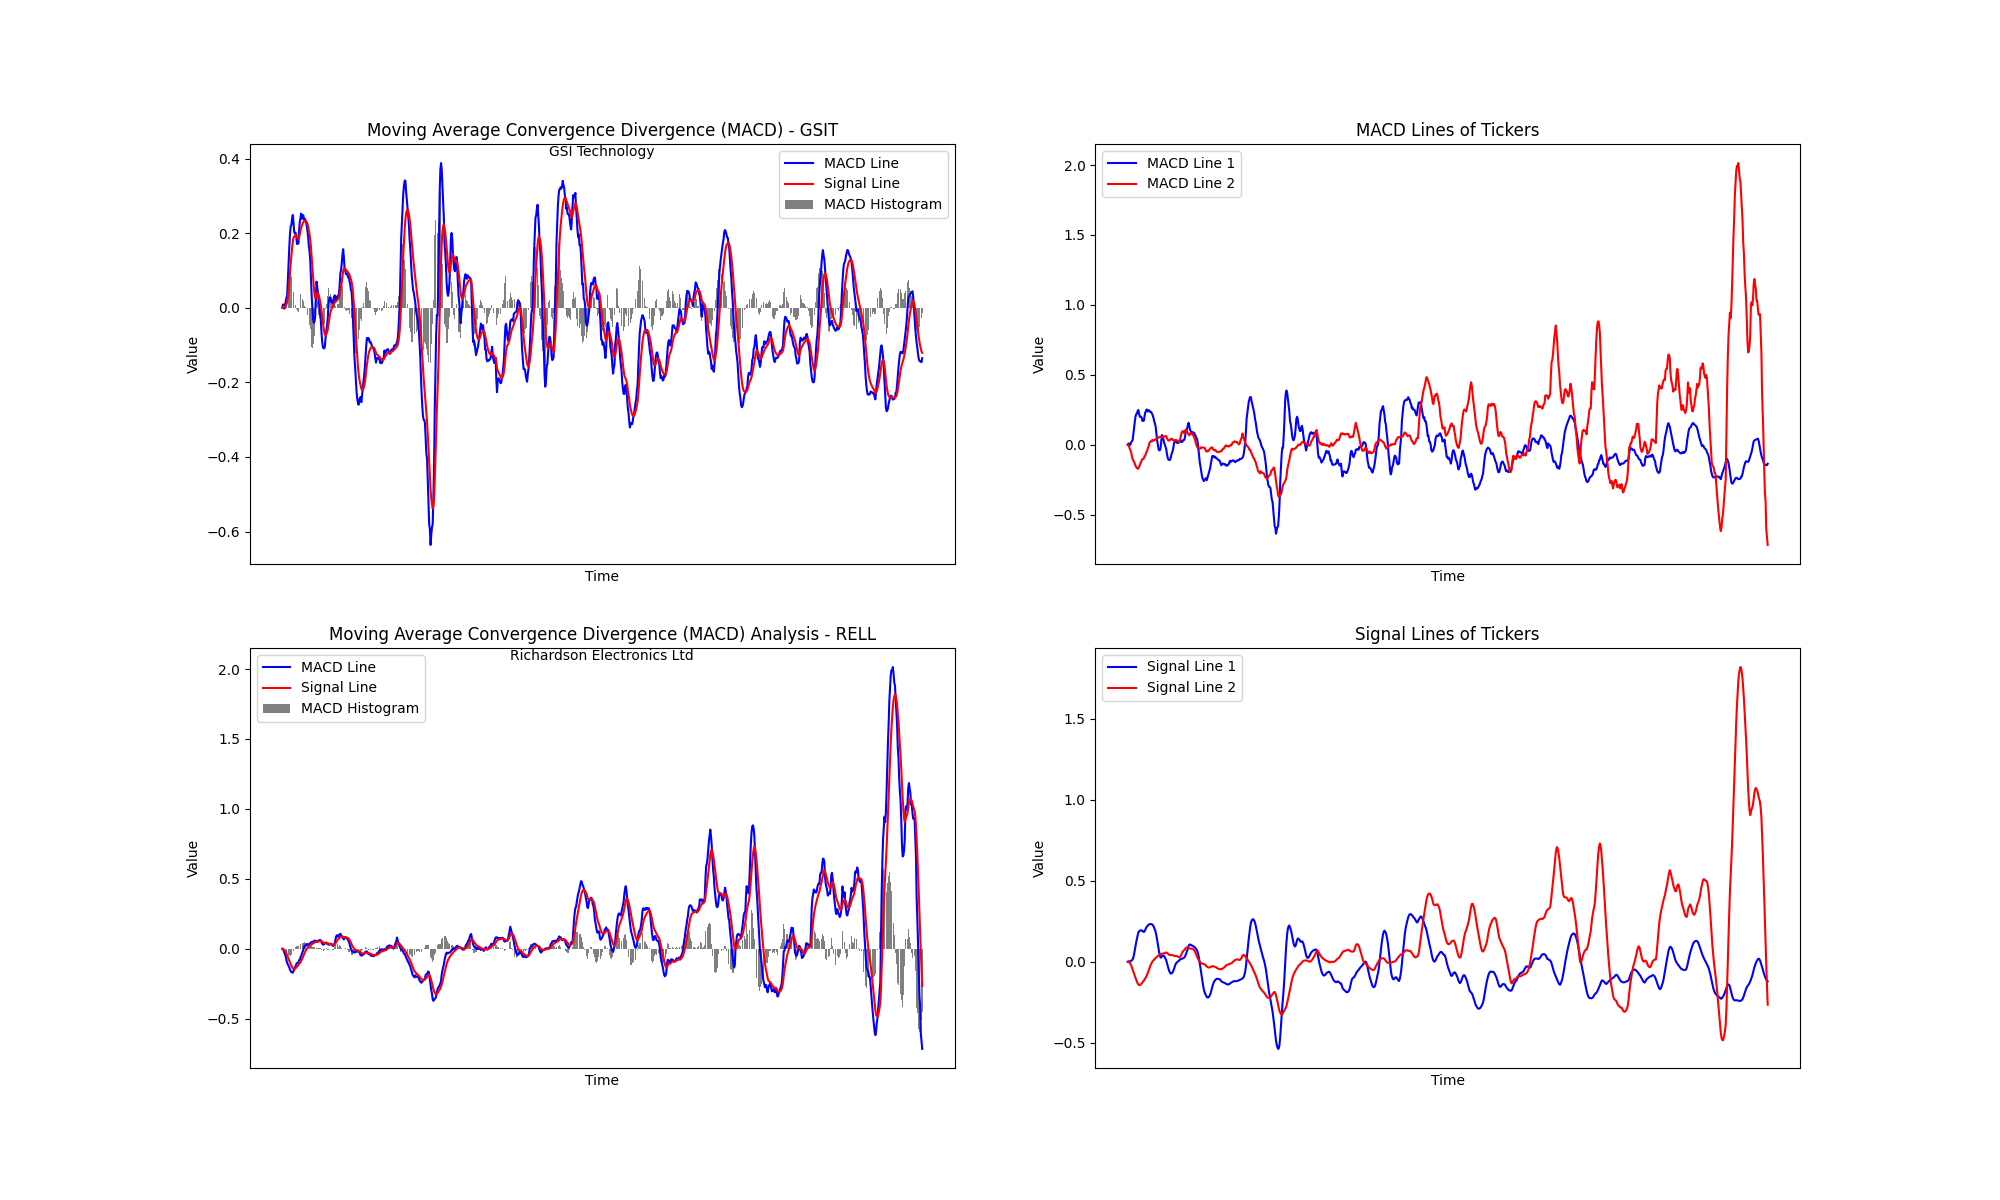 Moving Average Convergence Divergence (MACD) - GSIT
GSI Technology
MACD Line
Signal Line
MACD Histogram
0.4
0.2
0.0
−0.2
−0.4
−0.6
Value
Time
MACD Lines of Tickers
MACD Line 1
MACD Line 2
2.0
1.5
1.0
0.5
0.0
−0.5
Value
Time
Moving Average Convergence Divergence (MACD) Analysis - RELL
Richardson Electronics Ltd
MACD Line
Signal Line
MACD Histogram
2.0
1.5
1.0
0.5
0.0
−0.5
Value
Time
Signal Lines of Tickers
Signal Line 1
Signal Line 2
1.5
1.0
0.5
0.0
−0.5
Value
Time